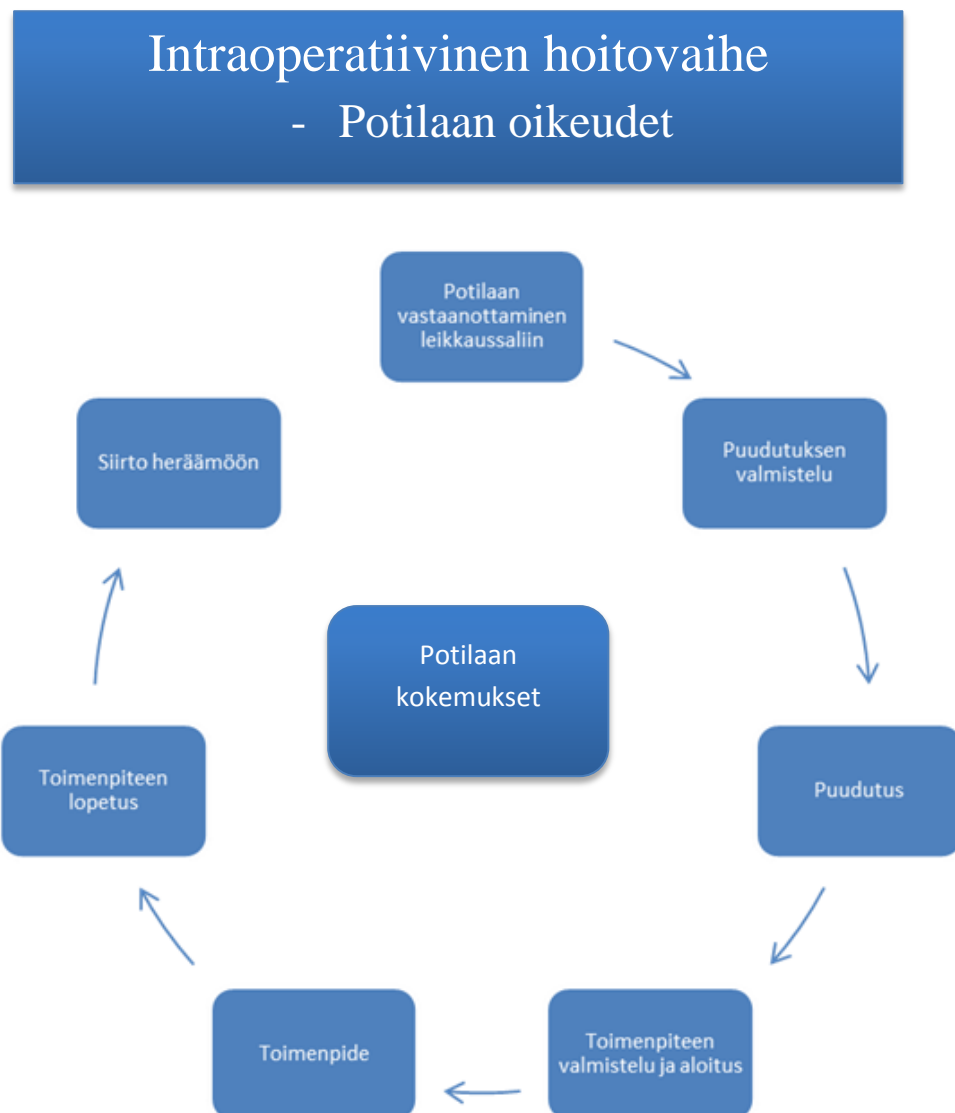 Intraoperatiivinen hoitovaihe
- Potilaan oikeudet
Potilaan
vastaanottaminen
leikkaussaliin
Puudutuksen
valmistelu
Puudutus
Toimenpiteen
valmistelu ja aloitus
Toimenpide
Toimenpiteen
lopetus
Siirto heräämöön
Potilaan
kokemukset